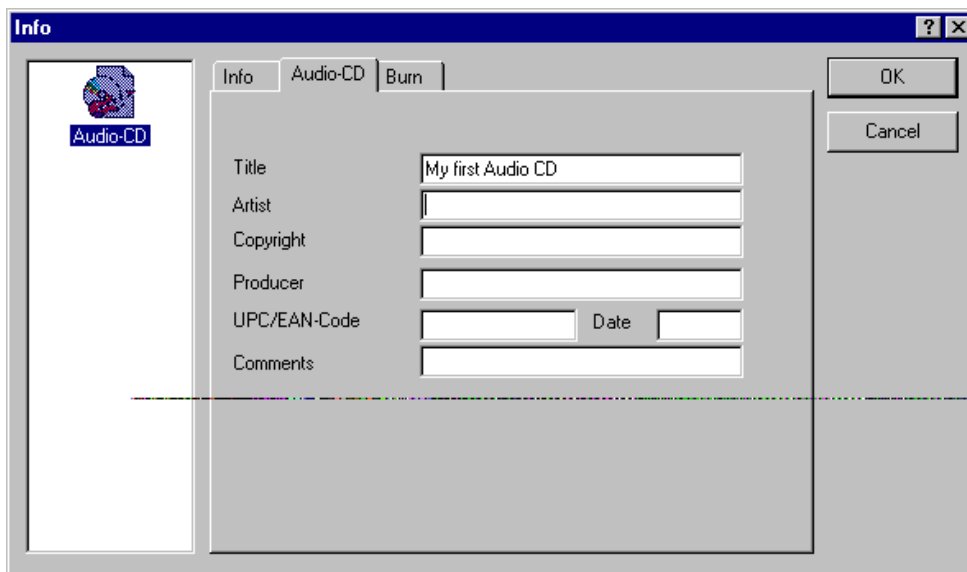 Info
Audio-CD
Info Audio-CD Burn
OK
Cancel
Title My first Audio CD
Artist
Copyright
Producer
UPC/EAN-Code Date
Comments